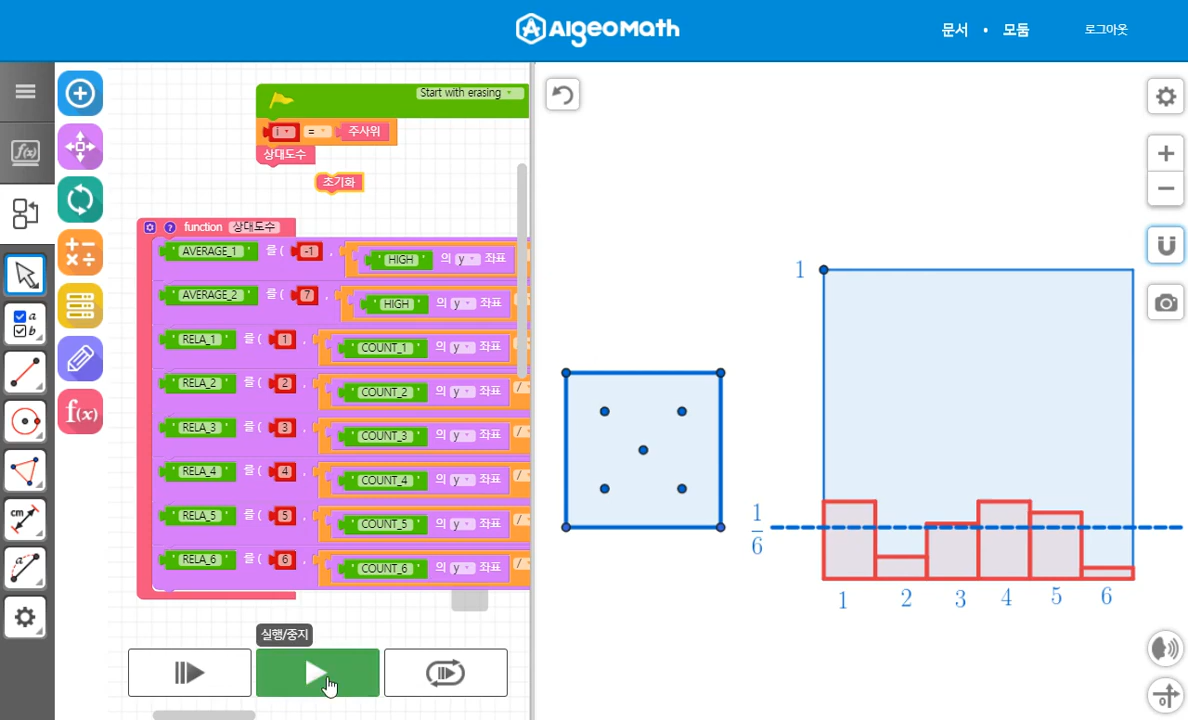 AlgeoMath
문서 • 모둠
로그아웃
f(x)
Start with erasing
i = 주사위
상대도수
초기화
function 상대도수
' AVERAGE_1 ' 를 ( -1 , ' HIGH ' 의 y 좌표
' AVERAGE_2 ' 를 ( 7 , ' HIGH ' 의 y 좌표
' RELA_1 ' 를 ( 1 , ' COUNT_1 ' 의 y 좌표
' RELA_2 ' 를 ( 2 , ' COUNT_2 ' 의 y 좌표 /
' RELA_3 ' 를 ( 3 , ' COUNT_3 ' 의 y 좌표 /
' RELA_4 ' 를 ( 4 , ' COUNT_4 ' 의 y 좌표 /
' RELA_5 ' 를 ( 5 , ' COUNT_5 ' 의 y 좌표 /
' RELA_6 ' 를 ( 6 , ' COUNT_6 ' 의 y 좌표 /
실행/중지
a
b
cm
a
f(x)
1
1/6
1 2 3 4 5 6
0